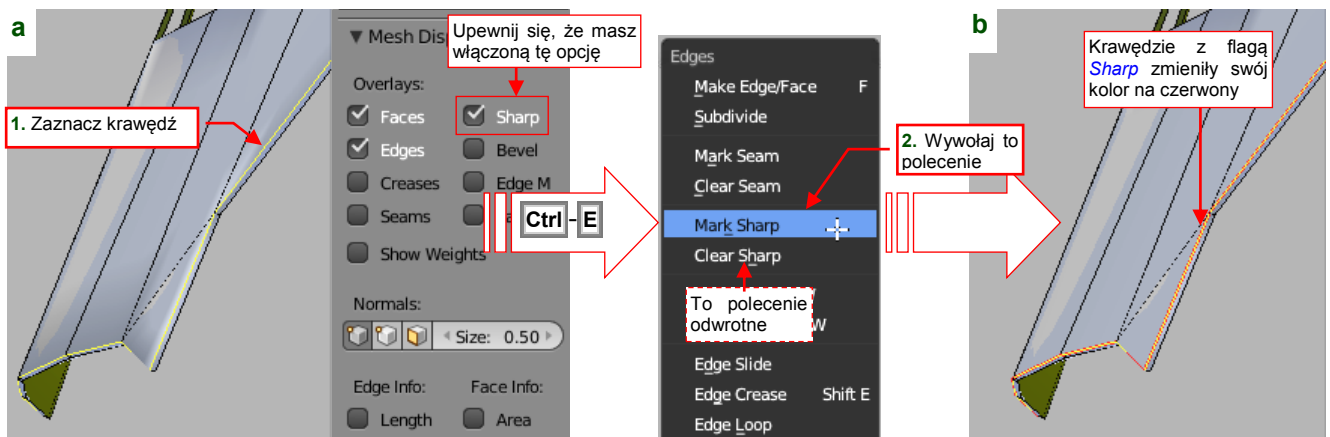 a
1. Zaznacz krawędź
Mesh Disp
Upewnij się, że masz
włączoną tę opcję
Overlays:
Faces
Sharp
Edges
Bevel
Creases
Edge M
Seams
Show Weights
Normals:
Size: 0.50
Edge Info:
Face Info:
Length
Area
Ctrl - E
Edges
Make Edge/Face F
Subdivide
Mark Seam
Clear Seam
Mark Sharp
Clear Sharp
To polecenie
odwrotne
W
Edge Slide
Edge Crease Shift E
Edge Loop
2. Wywołaj to
polecenie
b
Krawędzie z flagą
Sharp zmieniły swój
kolor na czerwony